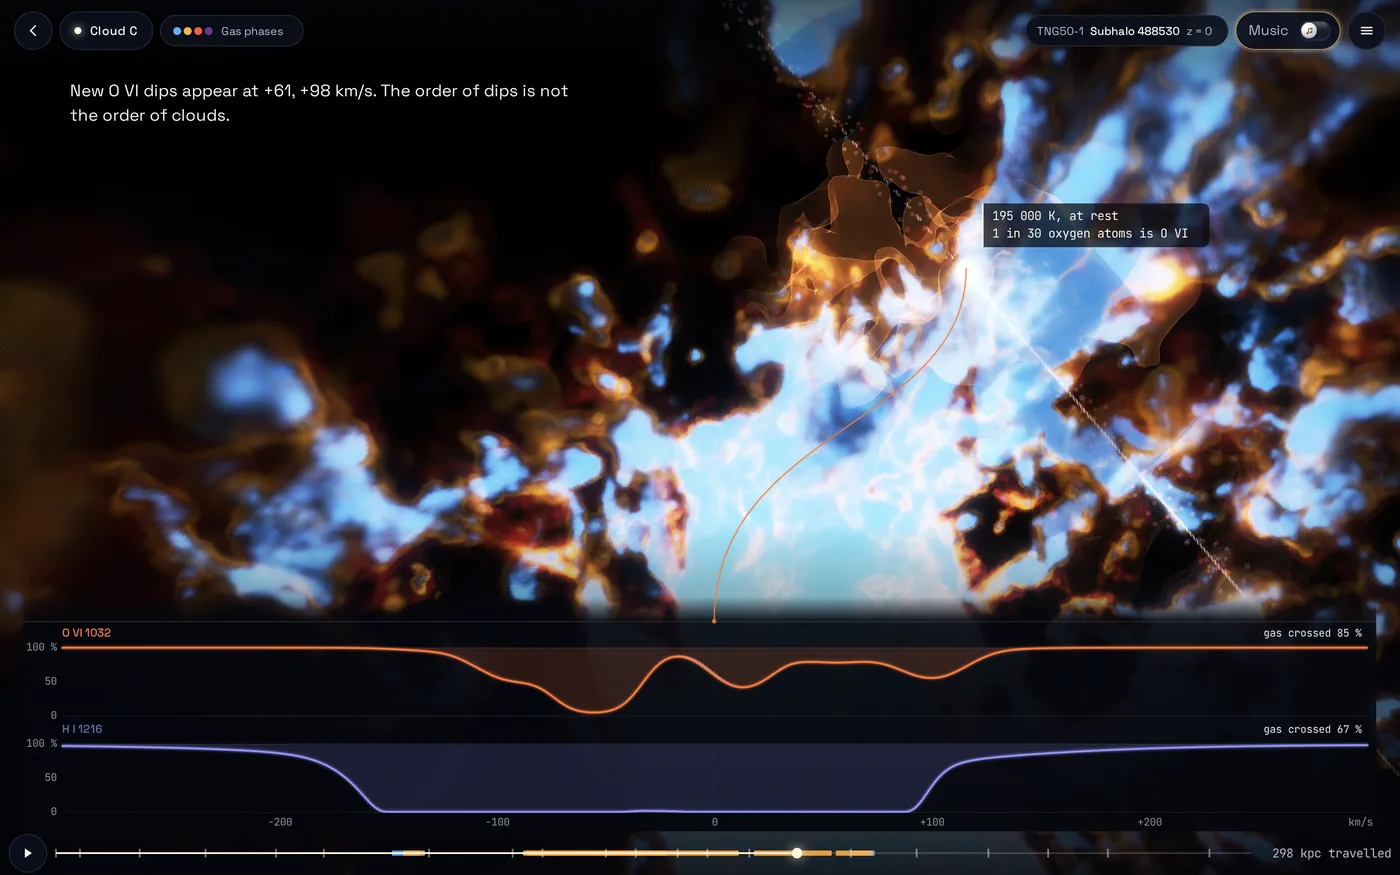 Cloud C
Gas phases
TNG50-1 Subhalo 488530 z = 0
Music
New O VI dips appear at +61, +98 km/s. The order of dips is not
the order of clouds.
195 000 K, at rest
1 in 30 oxygen atoms is O VI
O VI 1032
gas crossed 85 %
100 %
50
0
H I 1216
gas crossed 67 %
100 %
50
0
-200
-100
0
+100
+200
km/s
298 kpc travelled